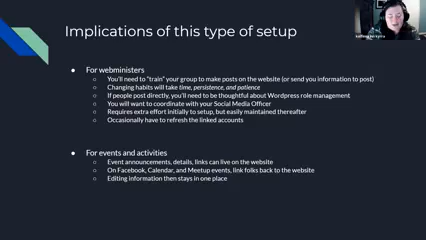 Implications of this type of setup
● For webministers
○ You'll need to "train" your group to make posts on the website (or send you information to post)
○ Changing habits will take time, persistence, and patience
○ If people post directly, you'll need to be thoughtful about Wordpress role management
○ You will want to coordinate with your Social Media Officer
○ Requires extra effort initially to setup, but easily maintained thereafter
○ Occasionally have to refresh the linked accounts
● For events and activities
○ Event announcements, details, links can live on the website
○ On Facebook, Calendar, and Meetup events, link folks back to the website
○ Editing information then stays in one place